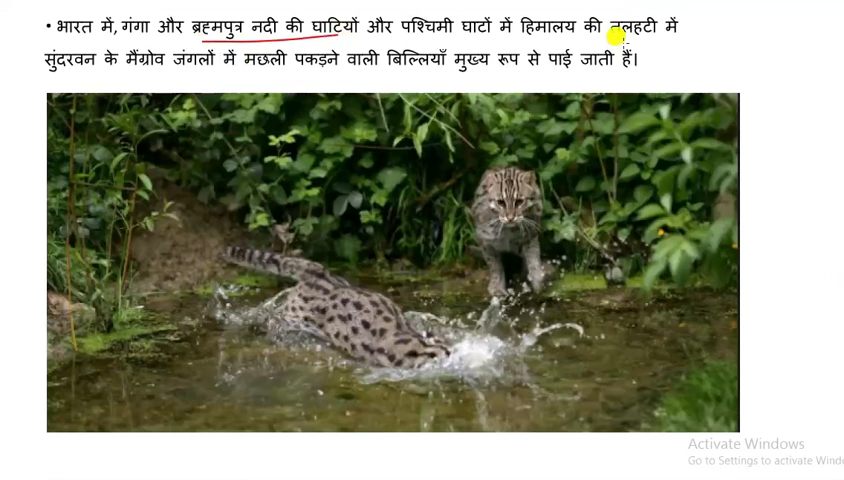 • भारत में, गंगा और ब्रह्मपुत्र नदी की घाटियों और पश्चिमी घाटों में हिमालय की तलहटी में
सुंदरवन के मैंग्रोव जंगलों में मछली पकड़ने वाली बिल्लियाँ मुख्य रूप से पाई जाती हैं।
Activate Windows
Go to Settings to activate Wind